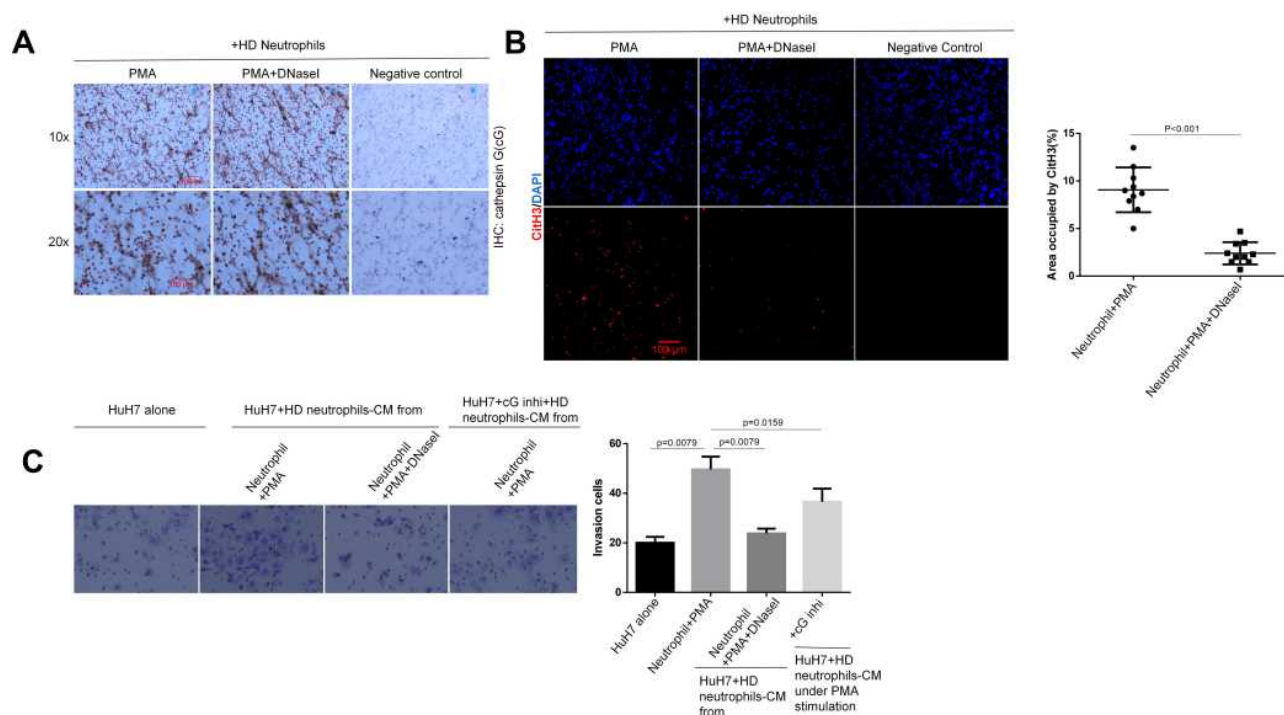 A
+HD Neutrophils
PMA
PMA+DNaseI
Negative control
10x
20x
IHC: cathepsin G(cG)
B
+HD Neutrophils
PMA
PMA+DNaseI
Negative Control
CitH3/DAPI
100μm
P<0.001
Area occupied by CitH3(%)
15
10
5
0
Neutrophil+PMA
Neutrophil+PMA+DNaseI
C
HuH7 alone
HuH7+HD neutrophils-CM from
HuH7+cG inhi+HD
neutrophils-CM from
Neutrophil
+PMA
Neutrophil
+PMA+DNaseI
Neutrophil
+PMA
p=0.0159
p=0.0079
p=0.0079
Invasion cells
60
40
20
0
HuH7 alone
Neutrophil+PMA
Neutrophil
+PMA+DNaseI
+cG inhi
HuH7+HD
neutrophils-CM
from
HuH7+HD
neutrophils-CM
under PMA
stimulation